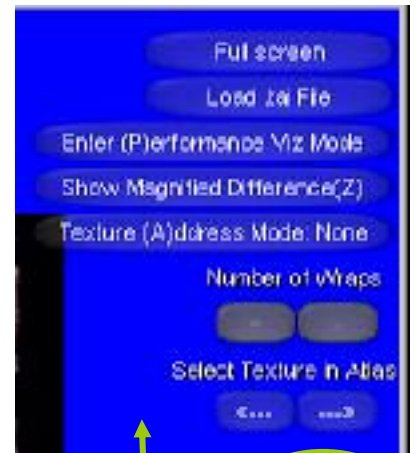 Full screen
Load .tai File
Enter (P)erformance Viz Mode
Show Magnified Difference(Z)
Texture (A)ddress Mode: None
Number of Wraps
-
Select Texture in Atlas
<...  ...>